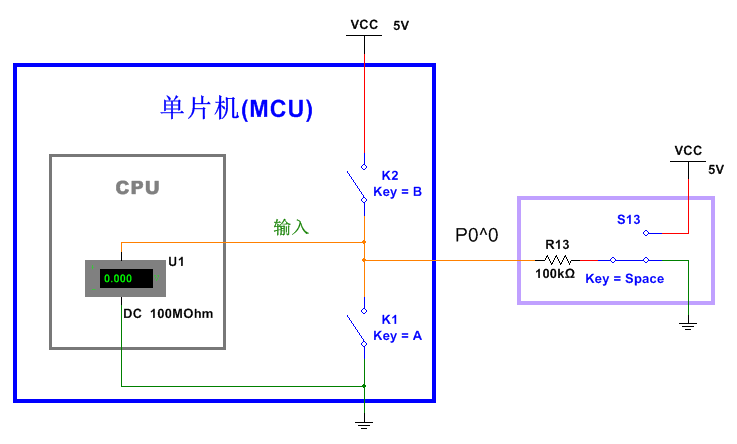 VCC 5V
单片机(MCU)
CPU
K2
Key = B
输入
P0^0
U1
0.000
DC 100MOhm
K1
Key = A
VCC
5V
S13
R13
100kΩ
Key = Space